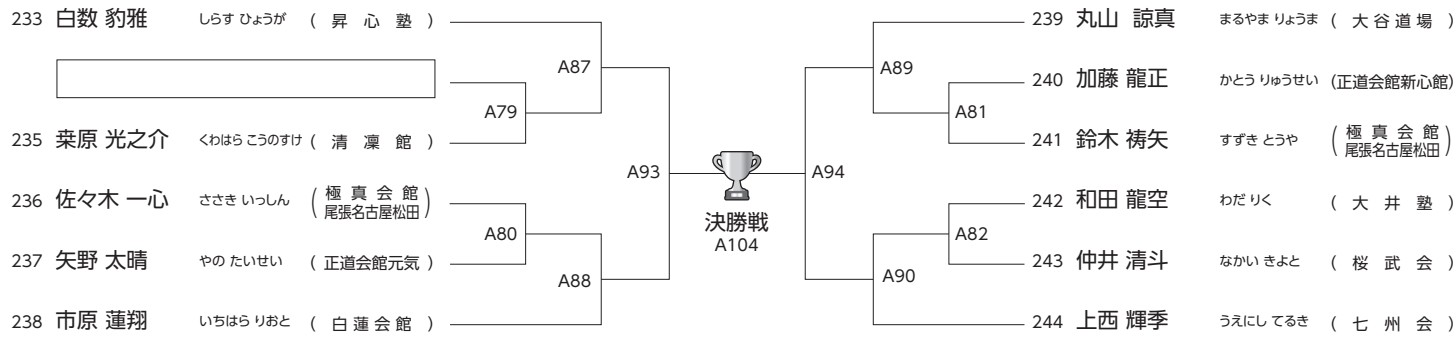 233 白数 豹雅 しらす ひょうが ( 昇 心 塾 )
235 桒原 光之介 くわはら こうのすけ ( 清 凜 館 )
236 佐々木 一心 ささき いっしん ( 極 真 会 館 尾張名古屋松田 )
237 矢野 太晴 やの たいせい ( 正道会館元気 )
238 市原 蓮翔 いちはら りおと ( 白 蓮 会 館 )
A87
A79
A93
A80
A88
決勝戦
A104
A89
A81
A94
A82
A90
239 丸山 諒真 まるやま りょうま ( 大 谷 道 場 )
240 加藤 龍正 かとう りゅうせい (正道会館新心館)
241 鈴木 祷矢 すずき とうや ( 極 真 会 館 尾張名古屋松田 )
242 和田 龍空 わだ りく ( 大 井 塾 )
243 仲井 清斗 なかい きよと ( 桜 武 会 )
244 上西 輝季 うえにし てるき ( 七 州 会 )